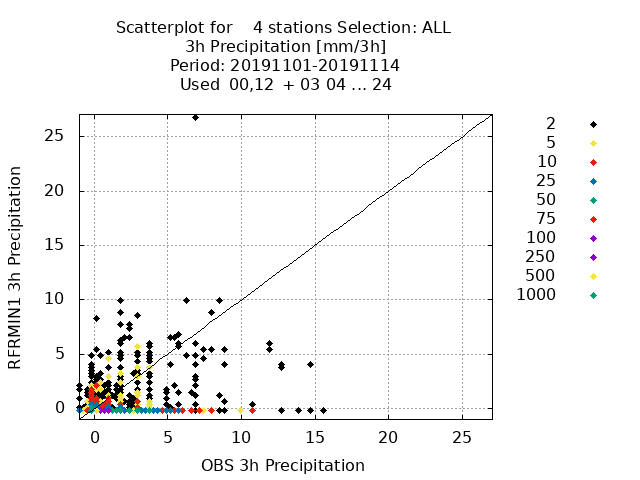 Scatterplot for    4 stations Selection: ALL
3h Precipitation [mm/3h]
Period: 20191101-20191114
Used  00,12  + 03 04 ... 24
RFRMIN1 3h Precipitation
25
20
15
10
5
0
0 5 10 15 20 25
OBS 3h Precipitation
2
5
10
25
50
75
100
250
500
1000